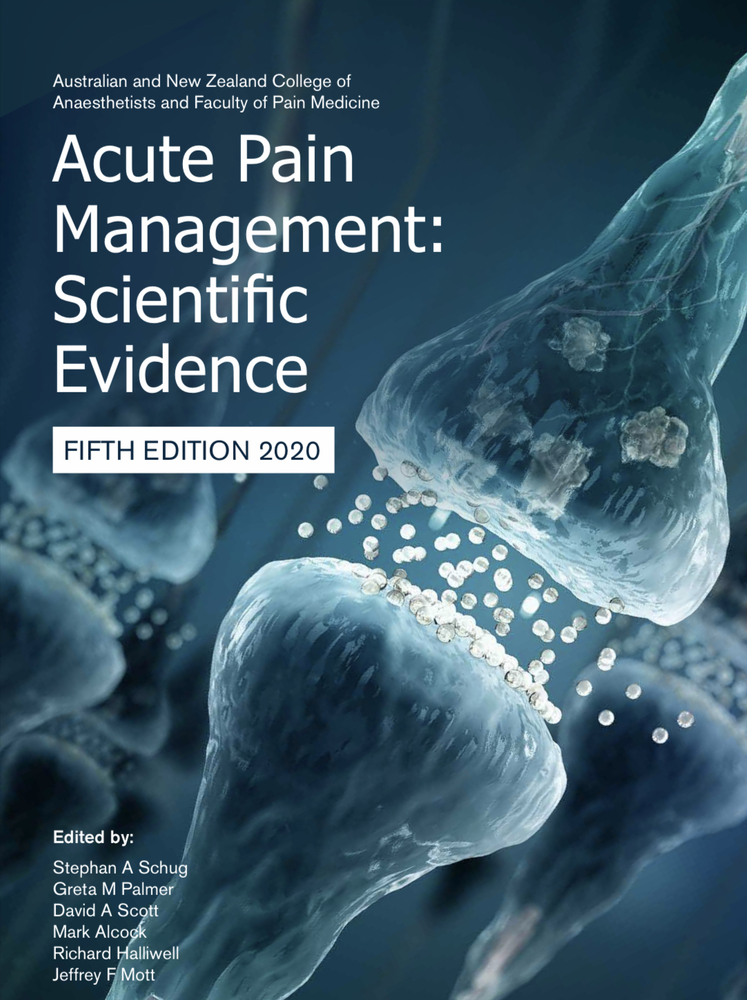 Australian and New Zealand College of
Anaesthetists and Faculty of Pain Medicine
Acute Pain
Management:
Scientific
Evidence
FIFTH EDITION 2020
Edited by:
Stephan A Schug
Greta M Palmer
David A Scott
Mark Alcock
Richard Halliwell
Jeffrey F Mott